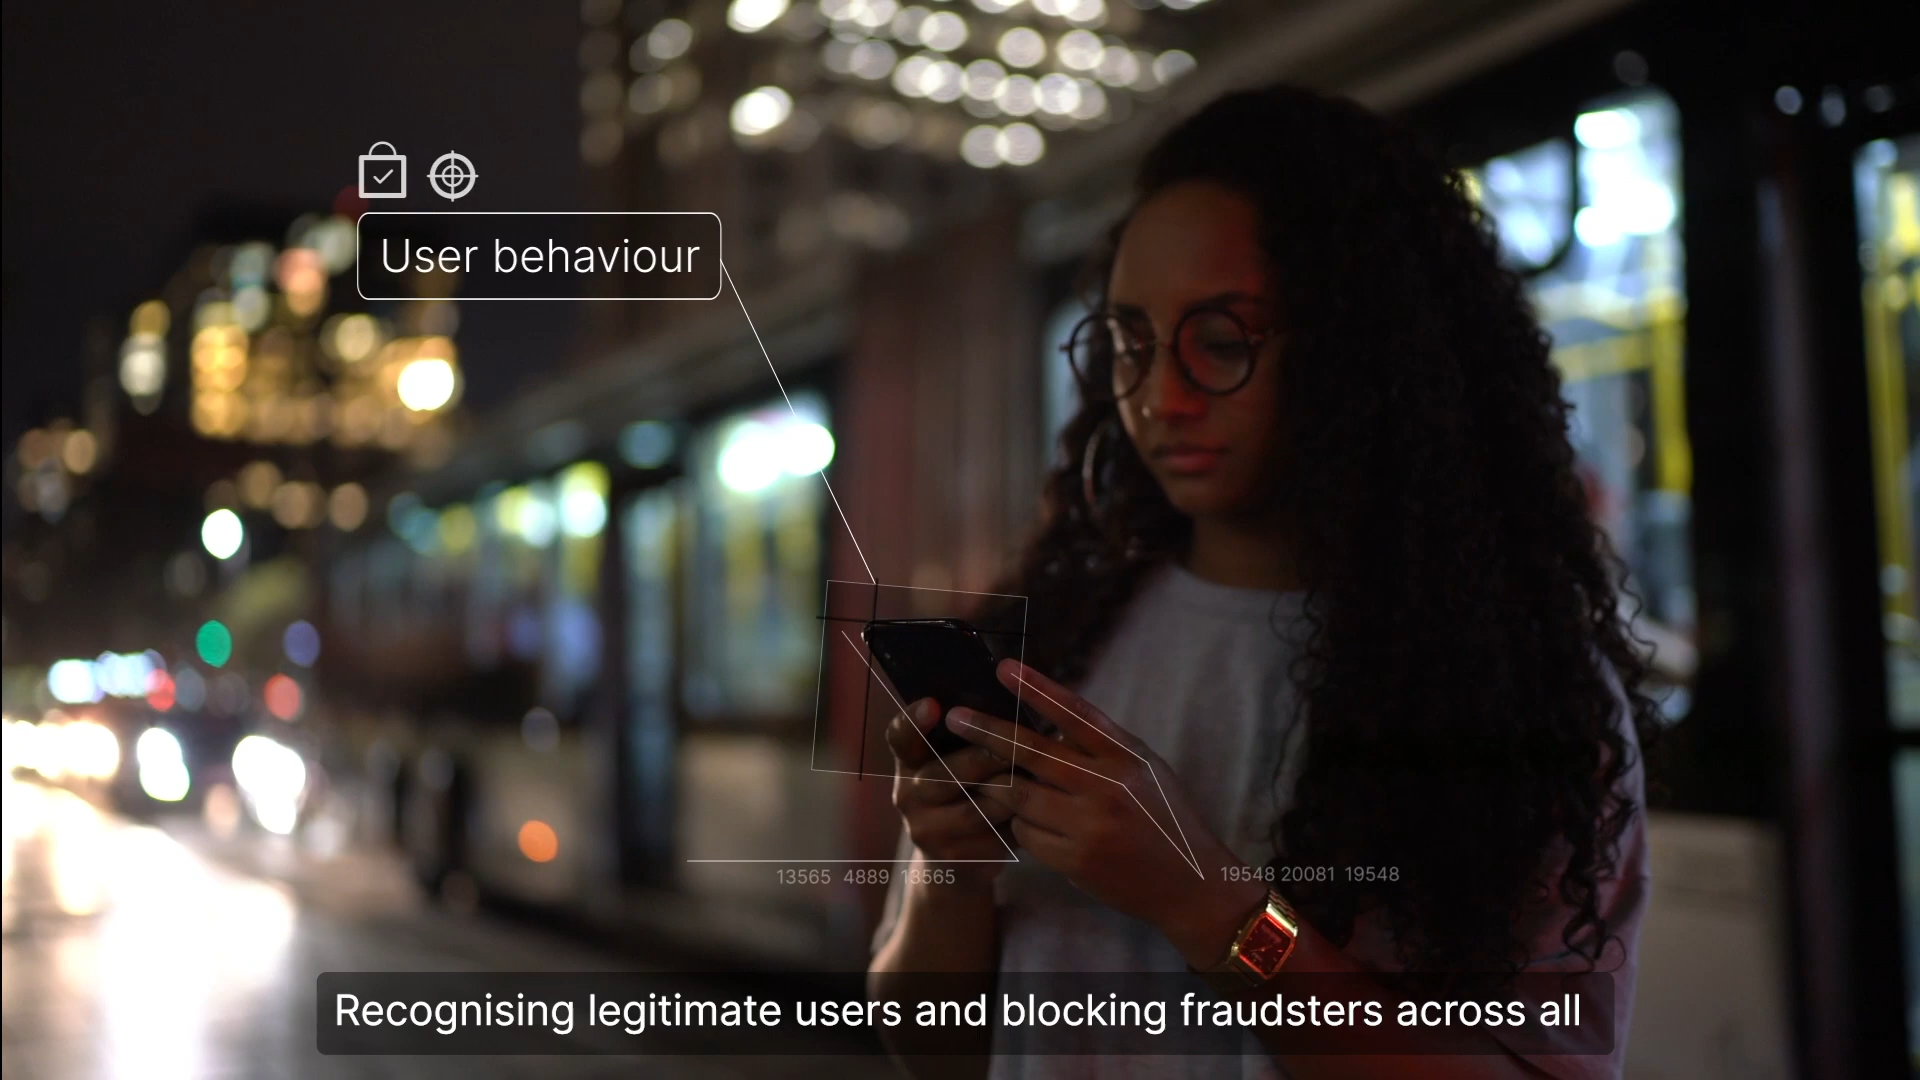 User behaviour
13565 4889 13565
19548 20081 19548
Recognising legitimate users and blocking fraudsters across all